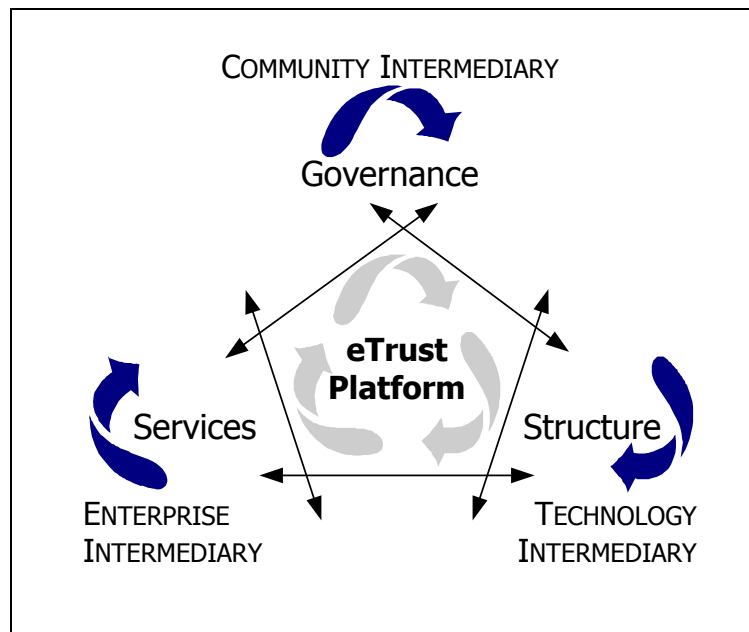 COMMUNITY INTERMEDIARY
Governance
eTrust
Platform
Services
Structure
ENTERPRISE
INTERMEDIARY
TECHNOLOGY
INTERMEDIARY